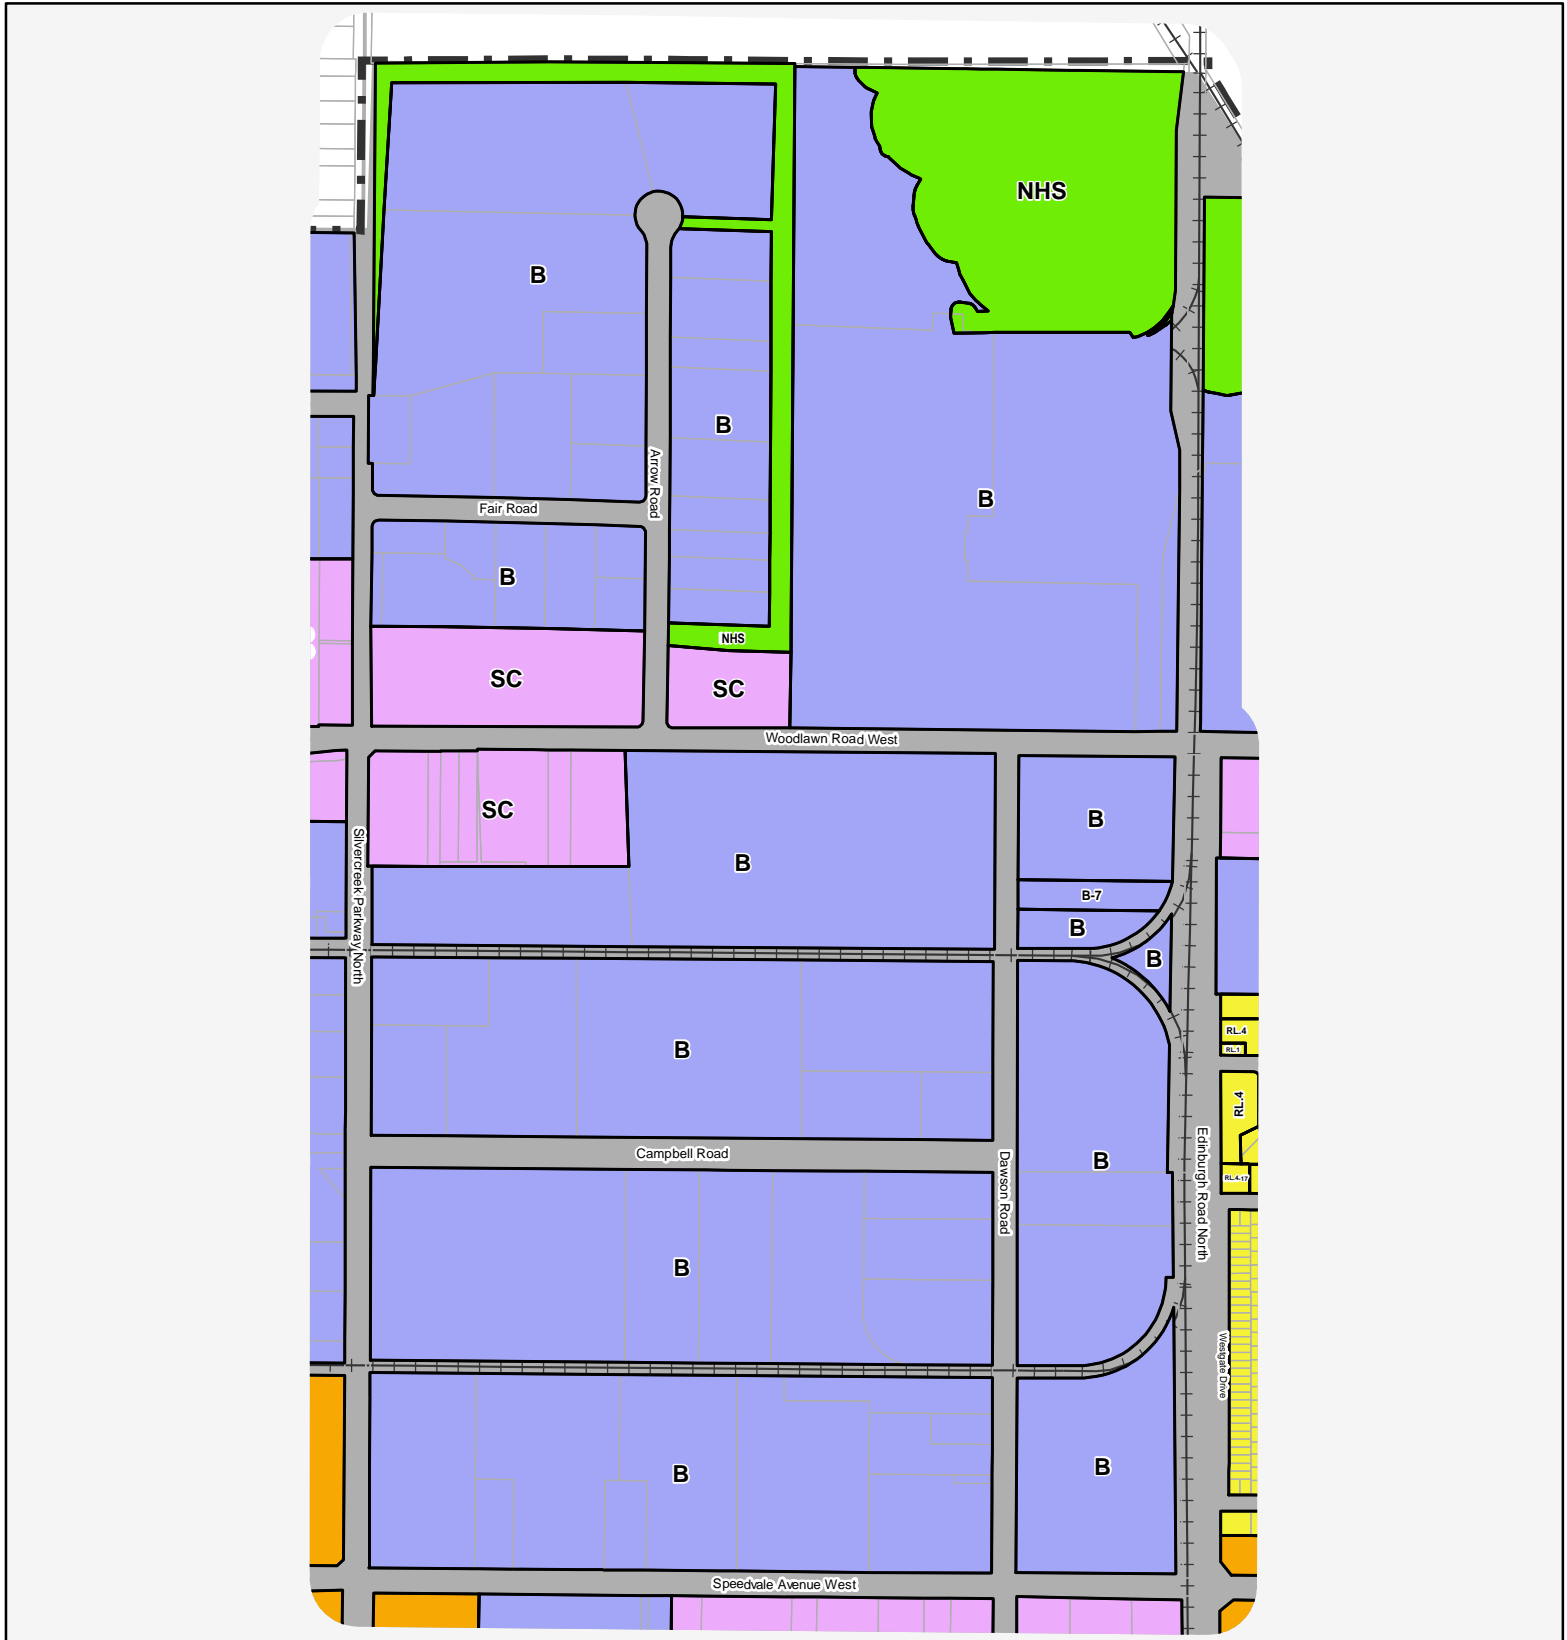 NHS
B
B
Arrow Road
B
Fair Road
B
NHS
SC
SC
Woodlawn Road West
SC
B
B
B-7
B
B
Silvercreek Parkway North
RL.4
RL.1
B
RL.4
Campbell Road
B
RL.4-17
Dawson Road
Edinburgh Road North
B
Westgate Drive
B
B
Speedvale Avenue West